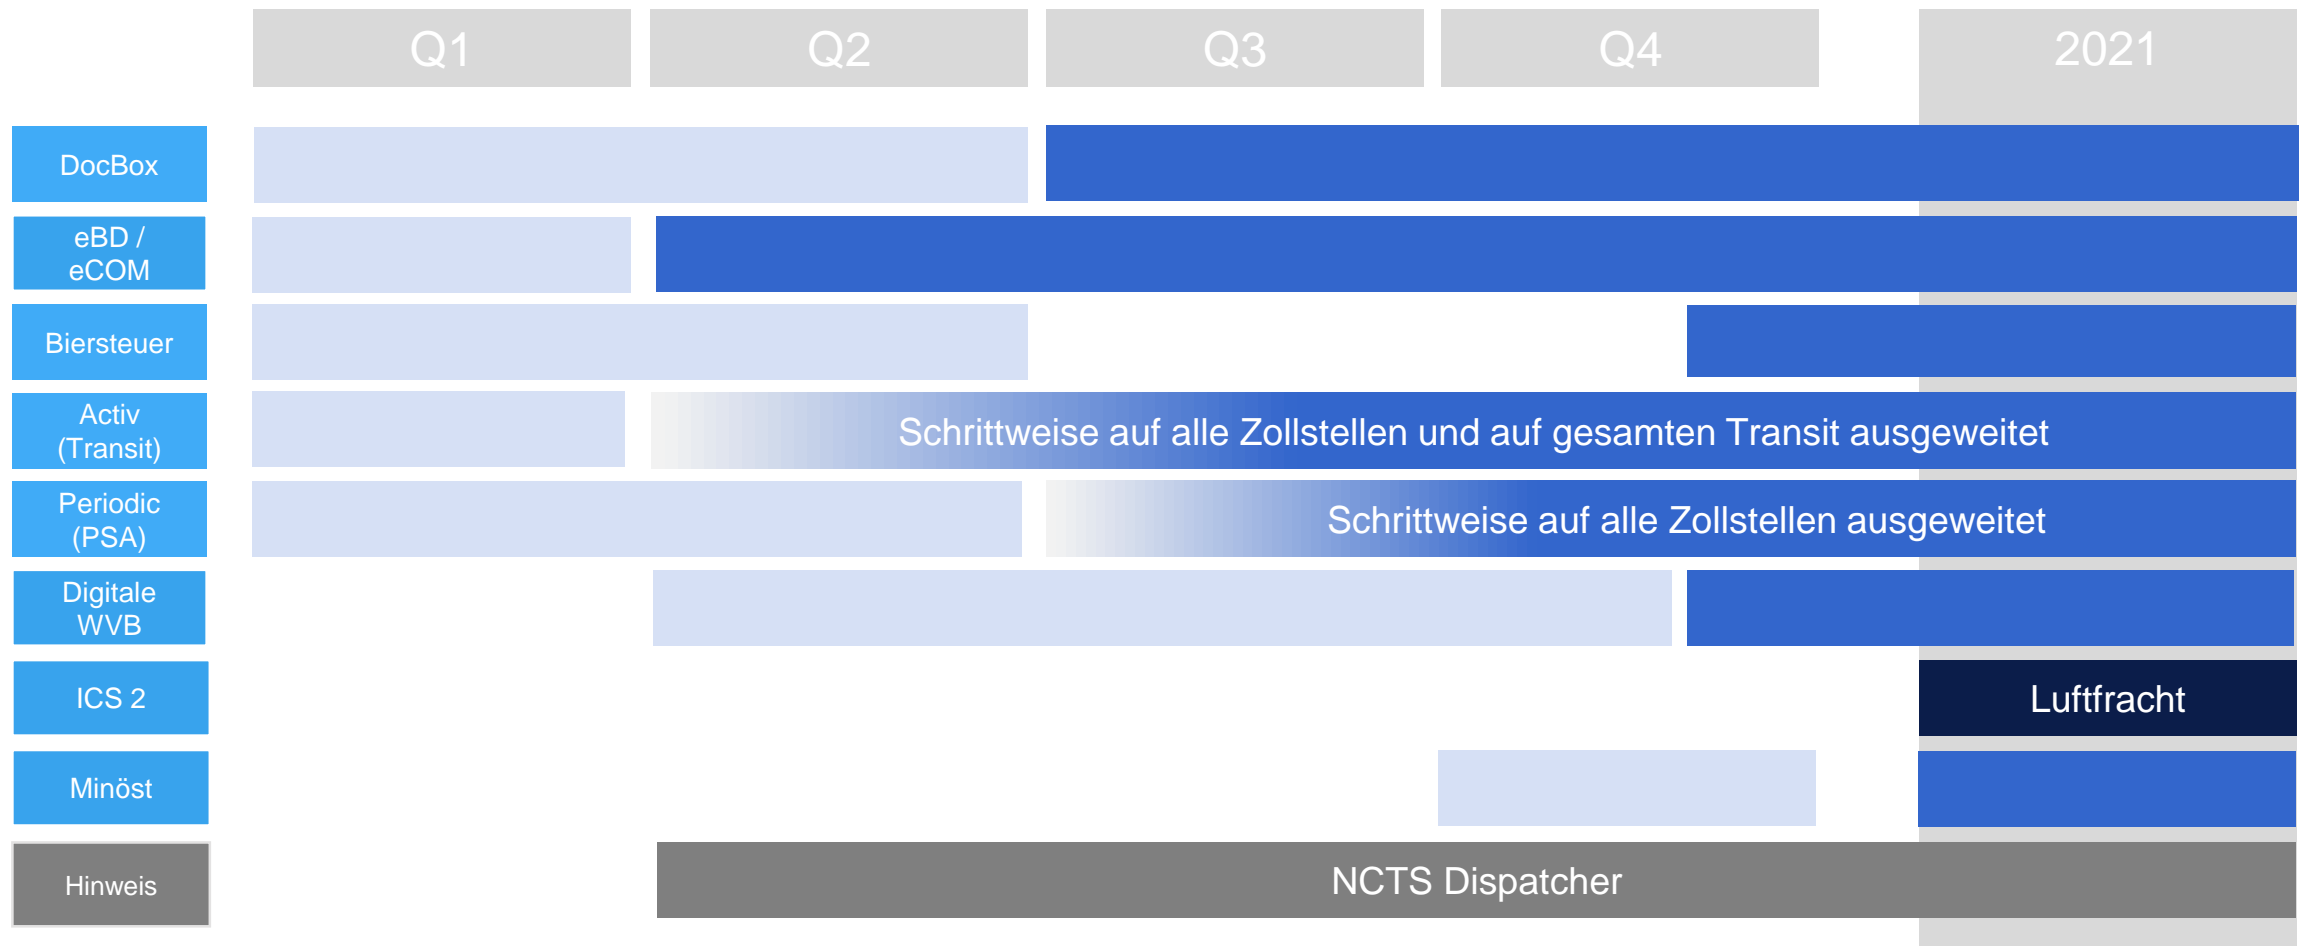 Q1 Q2 Q3 Q4 2021
DocBox
eBD /
eCOM
Biersteuer
Activ
(Transit)
Schrittweise auf alle Zollstellen und auf gesamten Transit ausgeweitet
Periodic
(PSA)
Schrittweise auf alle Zollstellen ausgeweitet
Digitale
WVB
ICS 2
Luftfracht
Minöst
Hinweis
NCTS Dispatcher